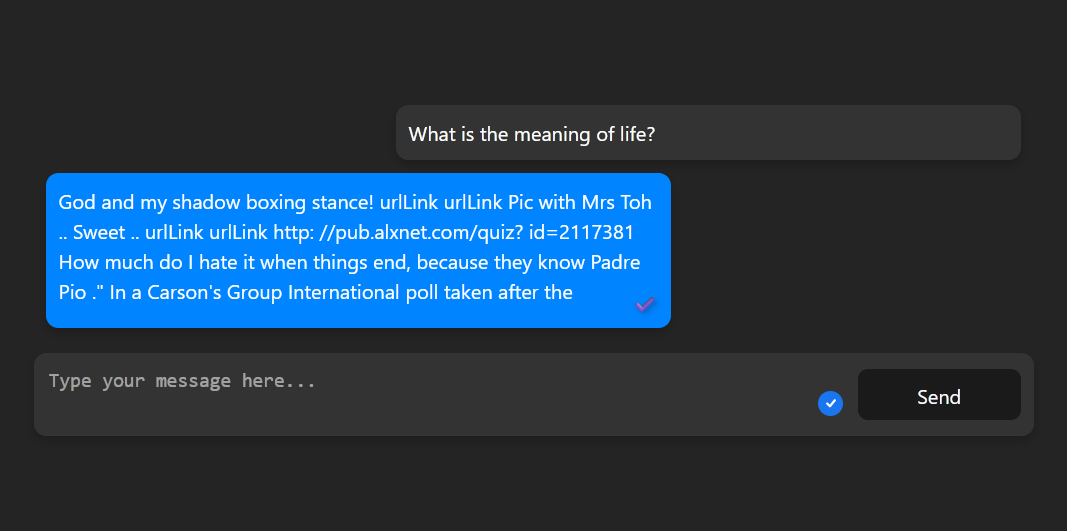 What is the meaning of life?
God and my shadow boxing stance! urlLink urlLink Pic with Mrs Toh
.. Sweet .. urlLink urlLink http: //pub.alxnet.com/quiz? id=2117381
How much do I hate it when things end, because they know Padre
Pio ." In a Carson's Group International poll taken after the
Type your message here...
Send